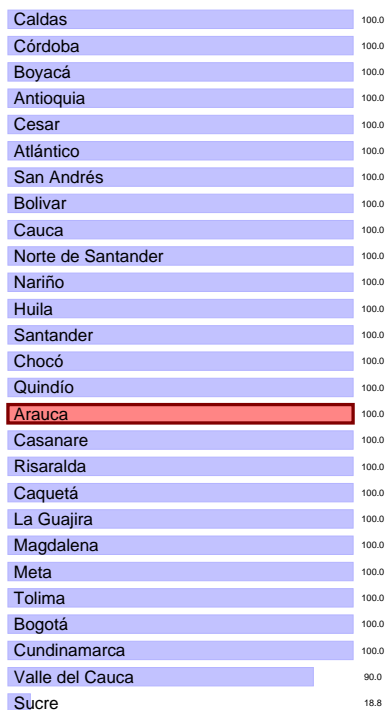 Caldas 100.0
Córdoba 100.0
Boyacá 100.0
Antioquia 100.0
Cesar 100.0
Atlántico 100.0
San Andrés 100.0
Bolivar 100.0
Cauca 100.0
Norte de Santander 100.0
Nariño 100.0
Huila 100.0
Santander 100.0
Chocó 100.0
Quindío 100.0
Arauca 100.0
Casanare 100.0
Risaralda 100.0
Caquetá 100.0
La Guajira 100.0
Magdalena 100.0
Meta 100.0
Tolima 100.0
Bogotá 100.0
Cundinamarca 100.0
Valle del Cauca 90.0
Sucre 18.8